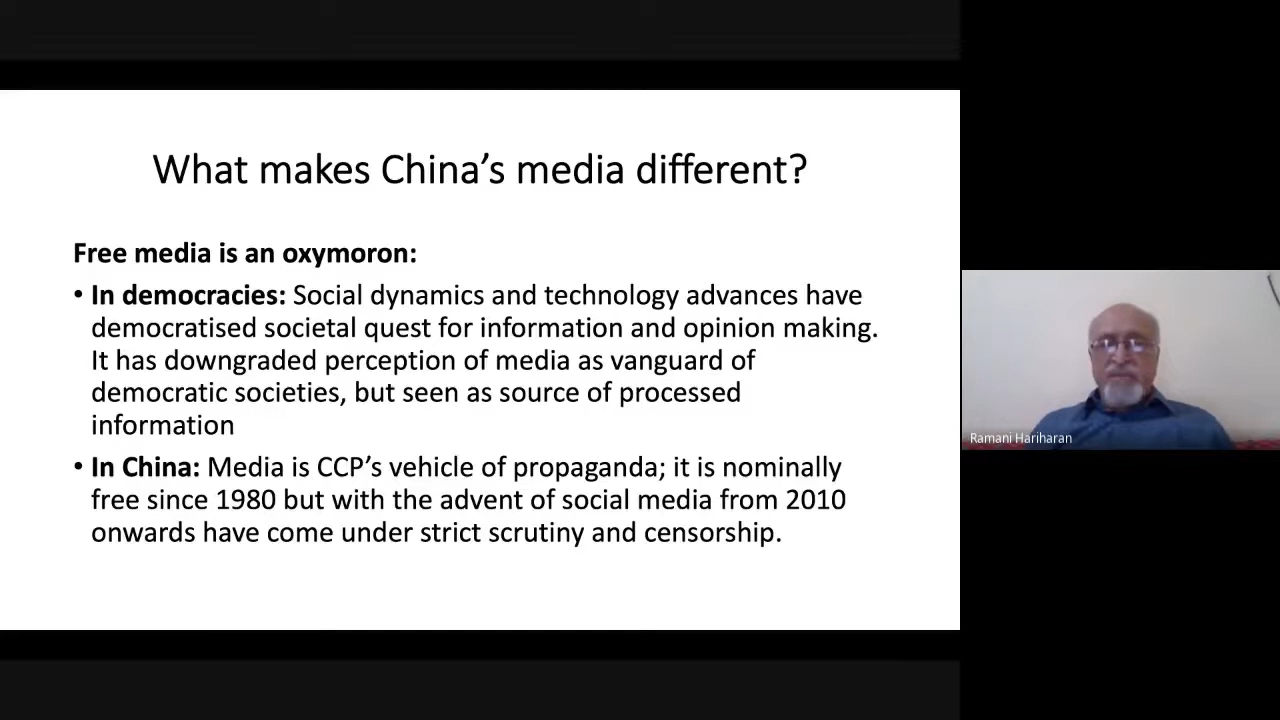 What makes China’s media different?
Free media is an oxymoron:
• In democracies: Social dynamics and technology advances have
democratised societal quest for information and opinion making.
It has downgraded perception of media as vanguard of
democratic societies, but seen as source of processed
information
• In China: Media is CCP’s vehicle of propaganda; it is nominally
free since 1980 but with the advent of social media from 2010
onwards have come under strict scrutiny and censorship.
Ramani Hariharan